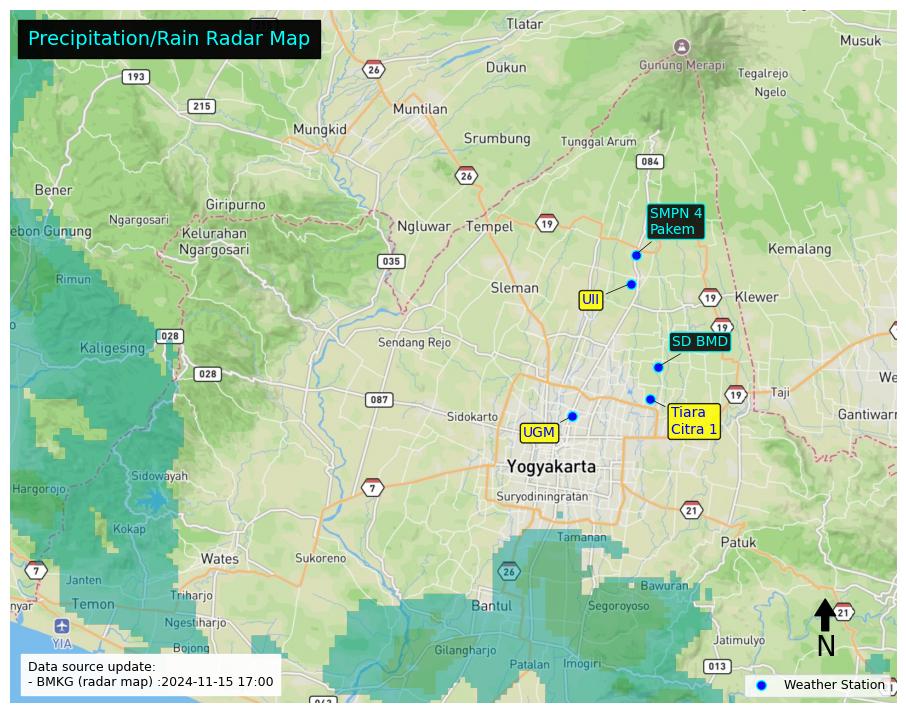 Precipitation/Rain Radar Map
Tlatar
Musuk
193
26
Dukun
Gunung Merapi
Tegalrejo
Ngelo
215
Muntilan
Mungkid
Srumbung
Tunggal Arum
084
26
Bener
Ngargosari
Giripurno
ebon Gunung
Kelurahan
Ngargosari
Ngluwar
Tempel
19
SMPN 4
Pakem
Kemalang
035
Rimun
Sleman
UII
19
Klewer
19
028
Kaligesing
Sendang Rejo
SD BMD
028
We
087
Sidokarto
19
Taji
Gantiwarn
Tiara
Citra 1
UGM
Yogyakarta
Sidowayah
Hargorojo
7
Suryodiningratan
21
Kokap
Tamanan
Patuk
Wates
Sukoreno
7
26
Janten
Bawuran
nyar
Temon
Triharjo
Bantul
Segoroyoso
21
Ngestiharjo
YIA
Bojong
Gilangharjo
Jatimulyo
N
Patalan
Imogiri
013
Data source update:
- BMKG (radar map) :2024-11-15 17:00
Weather Station